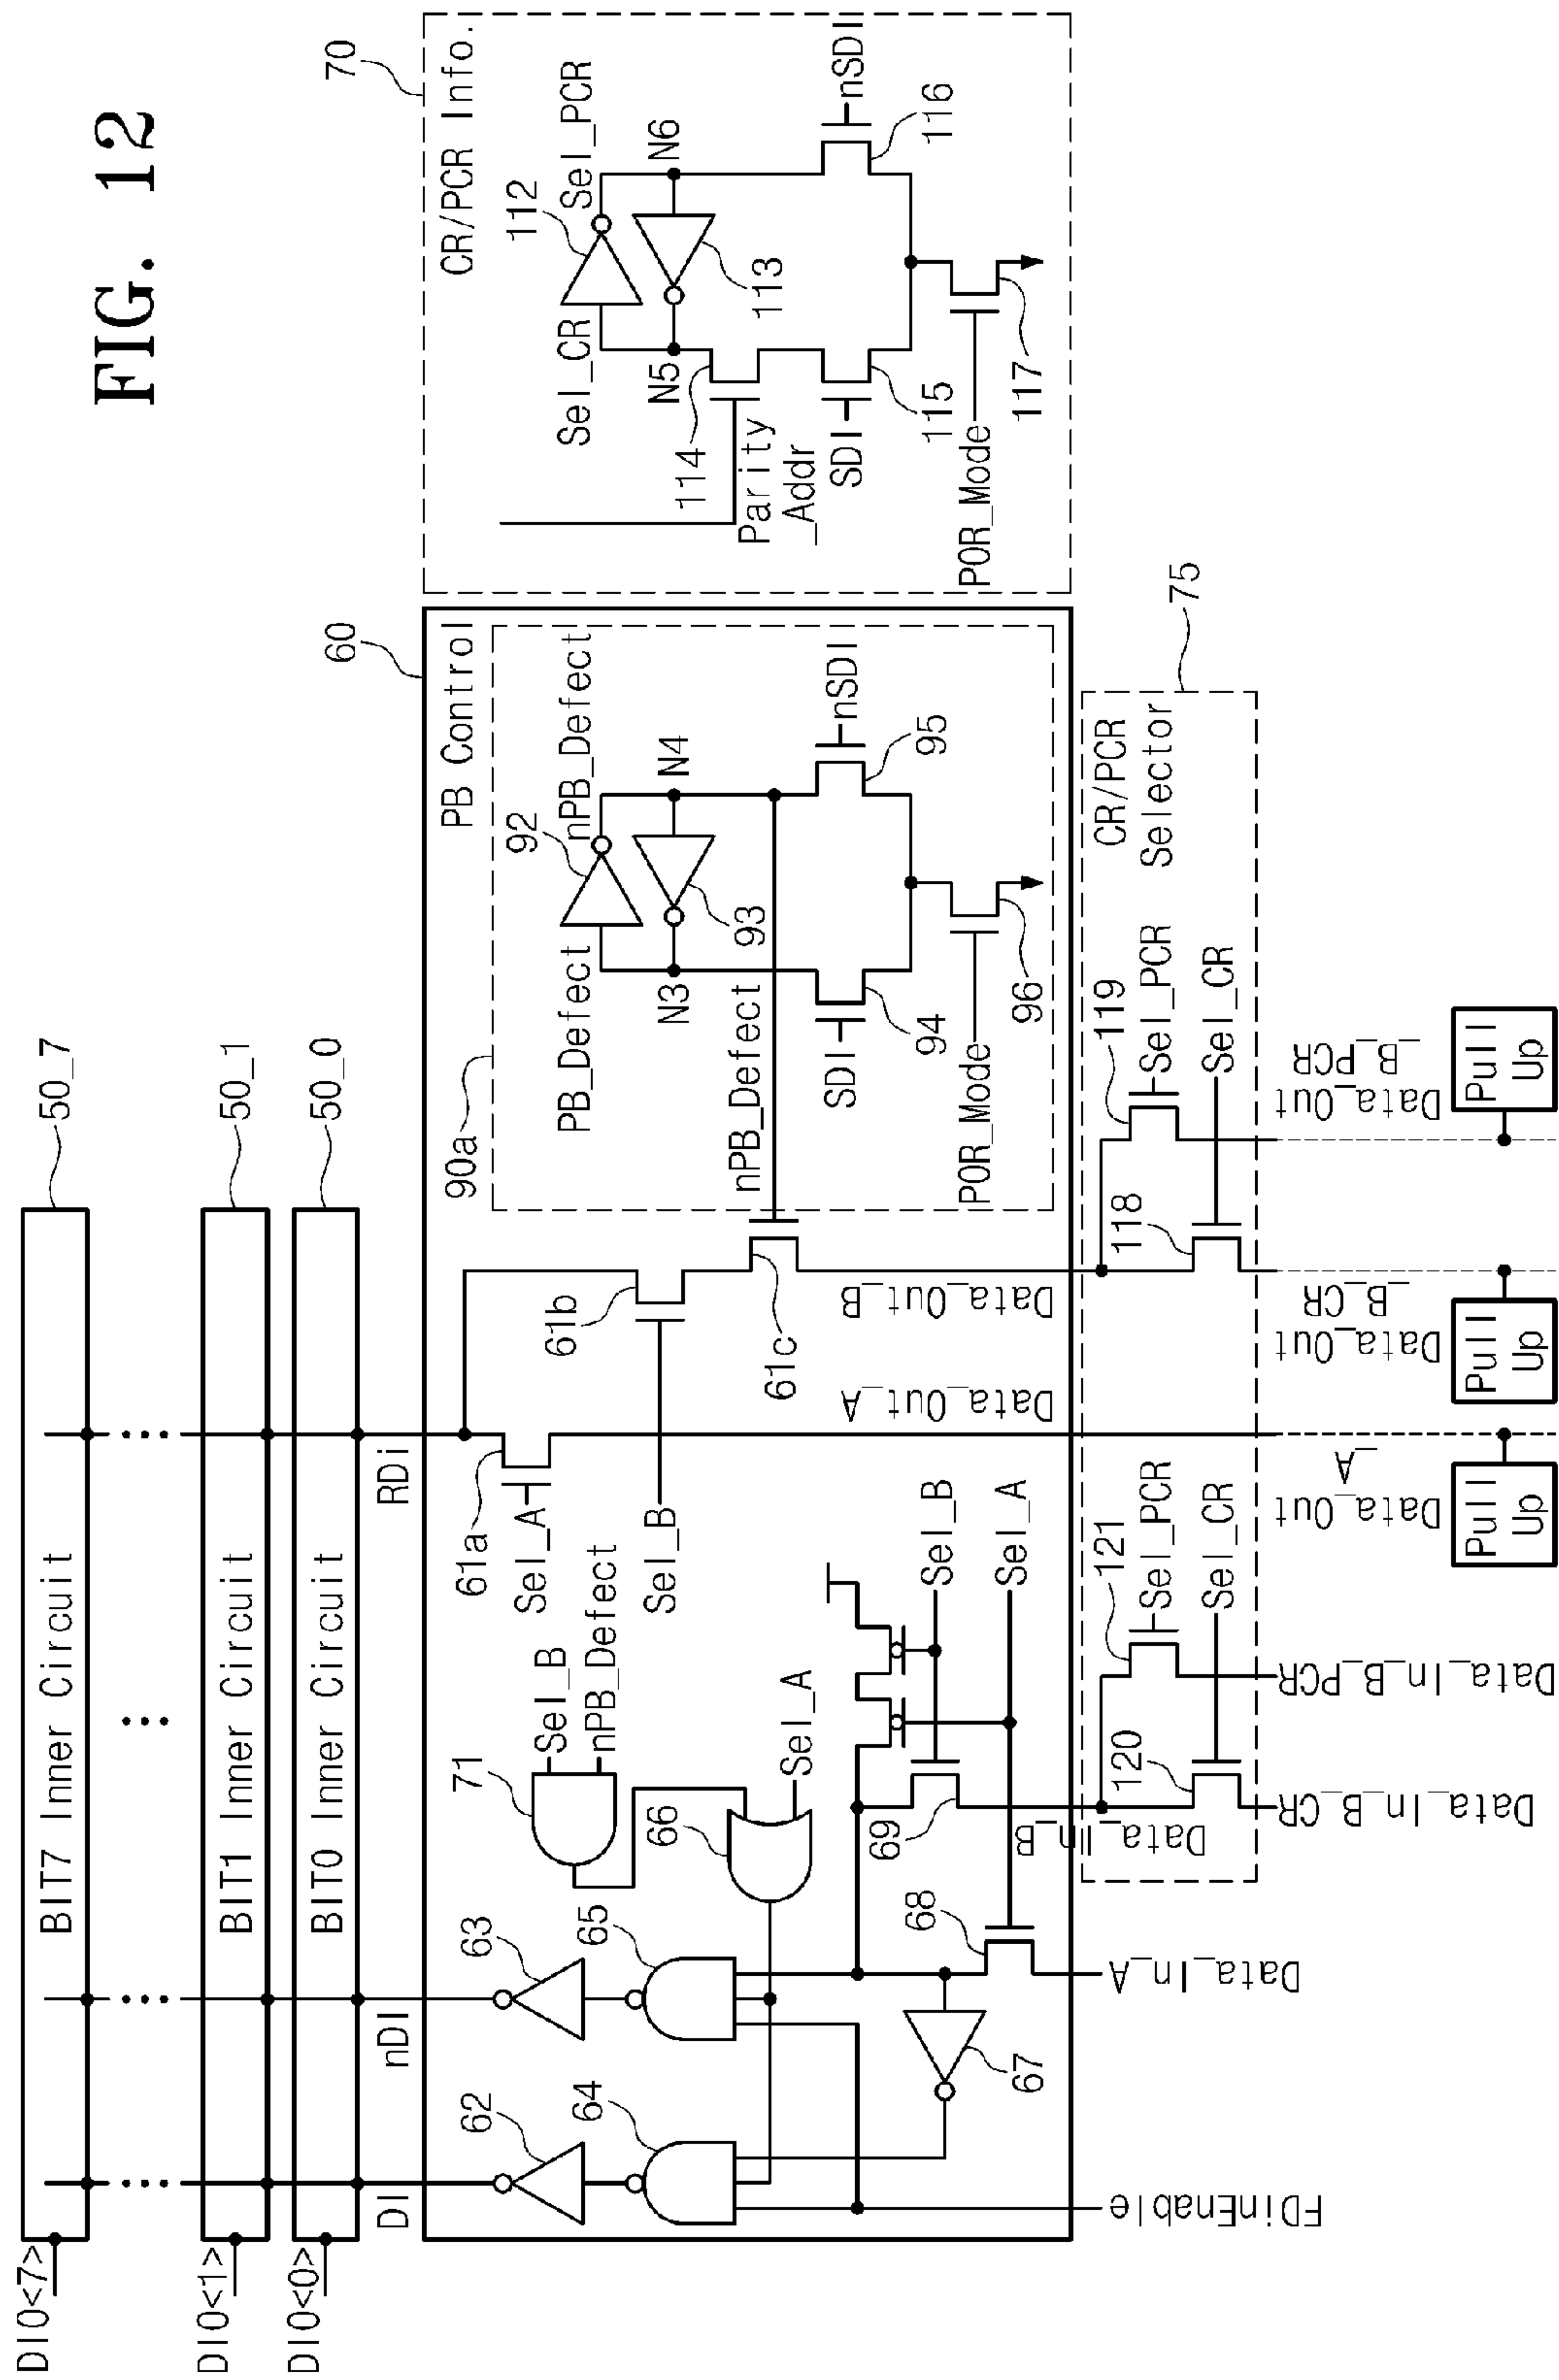 FIG. 12
50_7
50_1
50_0
DIO<7>
BIT7 Inner Circuit
DIO<1>
BIT1 Inner Circuit
DIO<0>
BIT0 Inner Circuit
DI
nDI
RDi
60
70
PB Control
CR/PCR Info.
62
63
71
Sel_B
nPB_Defect
61a
Sel_A
61b
Sel_B
90a
PB_Defect
92
nPB_Defect
N3
93
N4
nPB_Defect
SDI
94
nSDI
95
POR_Mode
96
64
65
66
Sel_A
67
68
69
Sel_B
Sel_A
61c
Data_In_B
Data_Out_A
Data_Out_B
Sel_CR
112
Sel_PCR
N5
113
N6
114
Parity
_Addr
SDI
115
nSDI
116
POR_Mode
117
75
CR/PCR
Selector
120
121
Sel_PCR
Sel_CR
118
119
Sel_PCR
Sel_CR
FDinEnable
Data_In_A
Data_In_B_CR
Data_In_B_PCR
Data_Out
_A
Data_Out
_B_CR
Data_Out
_B_PCR
Pull
Up
Pull
Up
Pull
Up